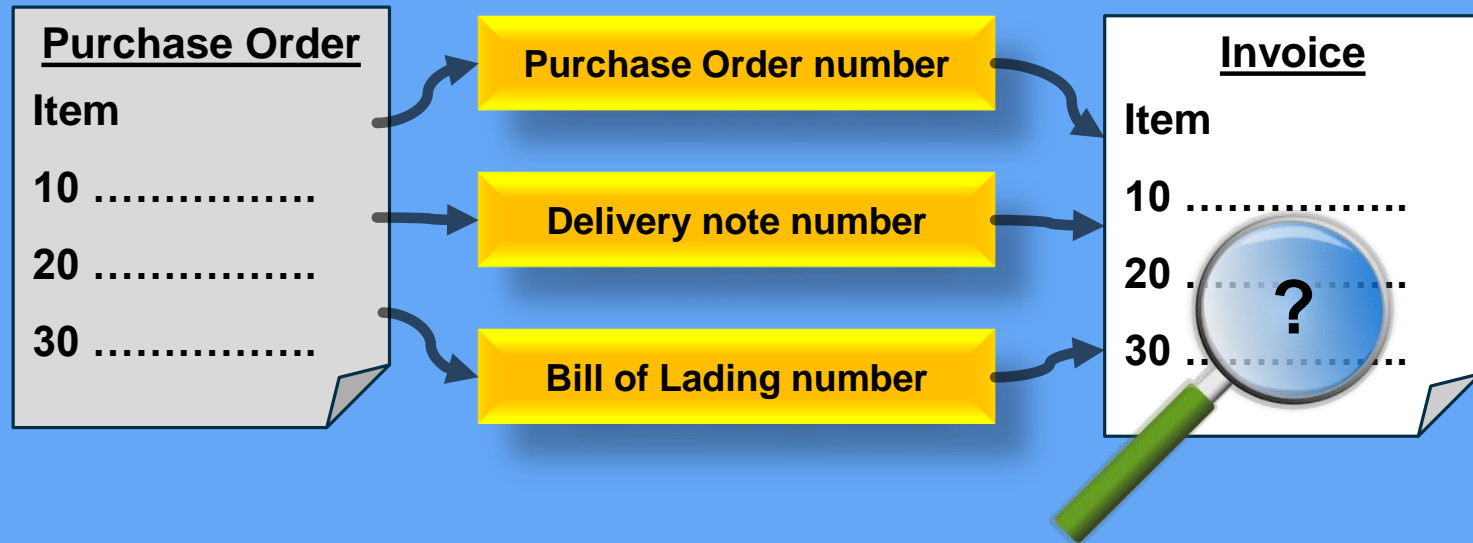 Purchase Order
Item
10 …………….
20 …………….
30 …………….
Purchase Order number
Delivery note number
Bill of Lading number
Invoice
Item
10 …………….
20 …………….
30 …………….
?